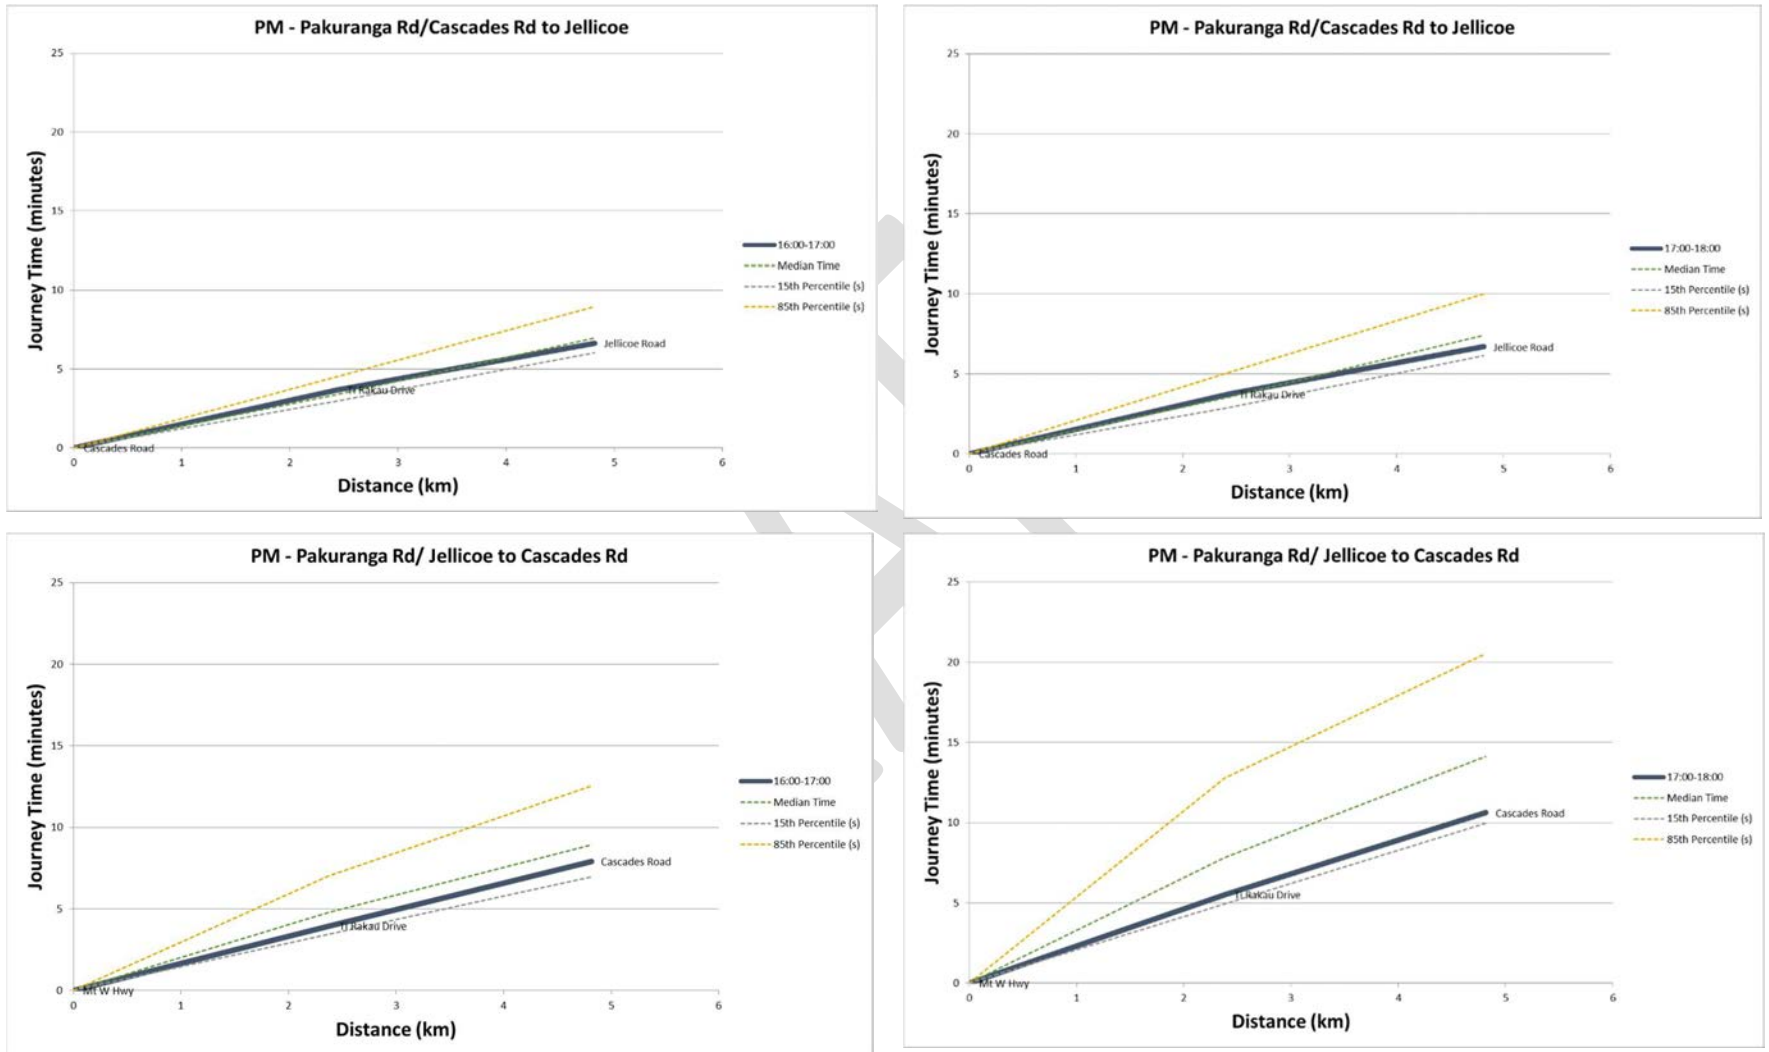 PM - Pakuranga Rd/Cascades Rd to Jellicoe
25
20
15
10
5
0
Journey Time (minutes)
0 1 2 3 4 5 6
Distance (km)
Cascades Road
Ti Rakau Drive
Jellicoe Road
16:00-17:00
Median Time
15th Percentile (s)
85th Percentile (s)
PM - Pakuranga Rd/Cascades Rd to Jellicoe
25
20
15
10
5
0
Journey Time (minutes)
0 1 2 3 4 5 6
Distance (km)
Cascades Road
Ti Rakau Drive
Jellicoe Road
17:00-18:00
Median Time
15th Percentile (s)
85th Percentile (s)
PM - Pakuranga Rd/ Jellicoe to Cascades Rd
25
20
15
10
5
0
Journey Time (minutes)
0 1 2 3 4 5 6
Distance (km)
Mt W Hwy
Ti Rakau Drive
Cascades Road
16:00-17:00
Median Time
15th Percentile (s)
85th Percentile (s)
PM - Pakuranga Rd/ Jellicoe to Cascades Rd
25
20
15
10
5
0
Journey Time (minutes)
0 1 2 3 4 5 6
Distance (km)
Mt W Hwy
Ti Rakau Drive
Cascades Road
17:00-18:00
Median Time
15th Percentile (s)
85th Percentile (s)